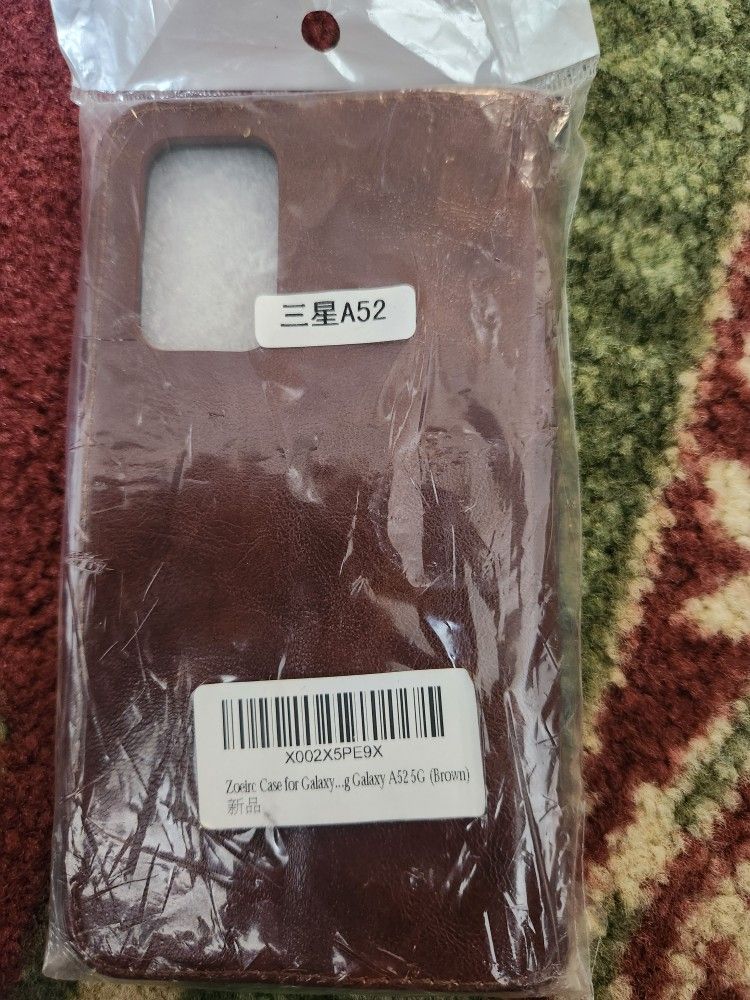 三星A52
X002X5PE9X
Zoeirc Case for Galaxy...g Galaxy A52 5G (Brown)
新品